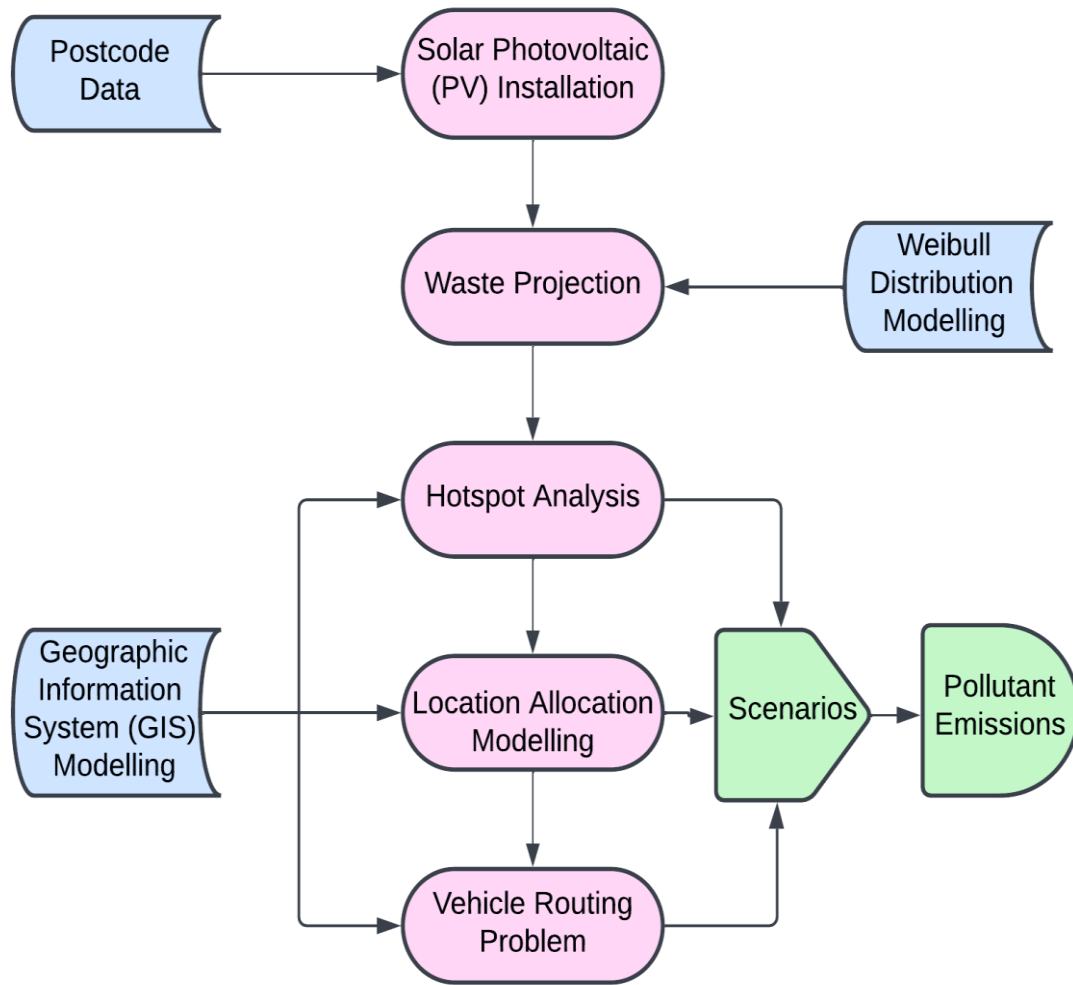 Postcode
Data
Solar Photovoltaic
(PV) Installation
Waste Projection
Weibull
Distribution
Modelling
Hotspot Analysis
Geographic
Information
System (GIS)
Modelling
Location Allocation
Modelling
Scenarios
Pollutant
Emissions
Vehicle Routing
Problem